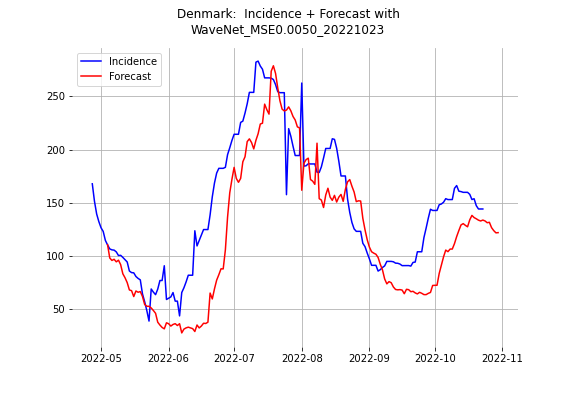 Denmark:  Incidence + Forecast with
WaveNet_MSE0.0050_20221023
Incidence
Forecast
250
200
150
100
50
2022-05 2022-06 2022-07 2022-08 2022-09 2022-10 2022-11